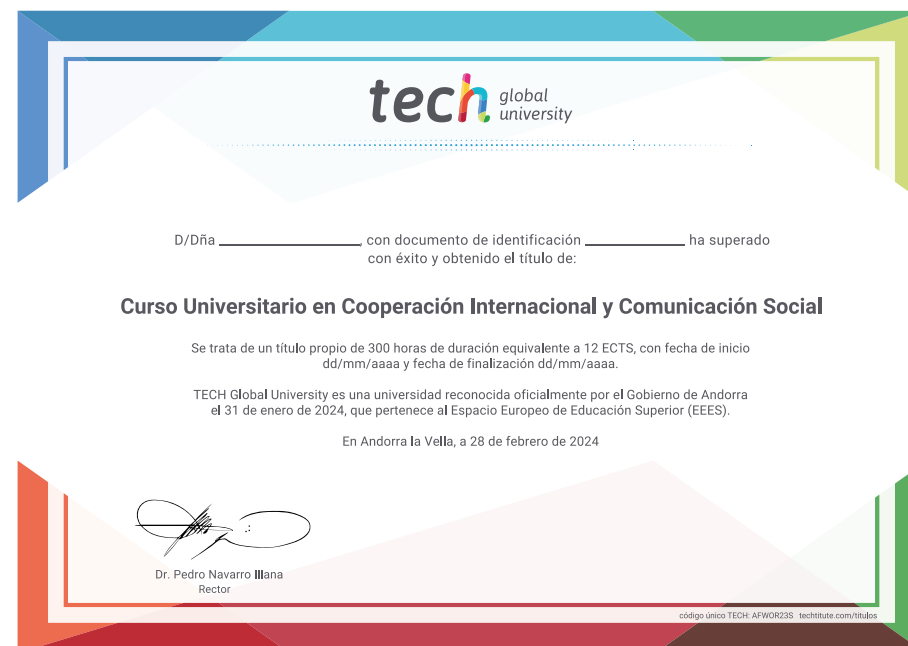 tech global university
D/Dña ____________________, con documento de identificación ______________ ha superado
con éxito y obtenido el título de:
Curso Universitario en Cooperación Internacional y Comunicación Social
Se trata de un título propio de 300 horas de duración equivalente a 12 ECTS, con fecha de inicio
dd/mm/aaaa y fecha de finalización dd/mm/aaaa.
TECH Global University es una universidad reconocida oficialmente por el Gobierno de Andorra
el 31 de enero de 2024, que pertenece al Espacio Europeo de Educación Superior (EEES).
En Andorra la Vella, a 28 de febrero de 2024
Dr. Pedro Navarro Illana
Rector
código único TECH: AFWOR23S techtitute.com/titulos